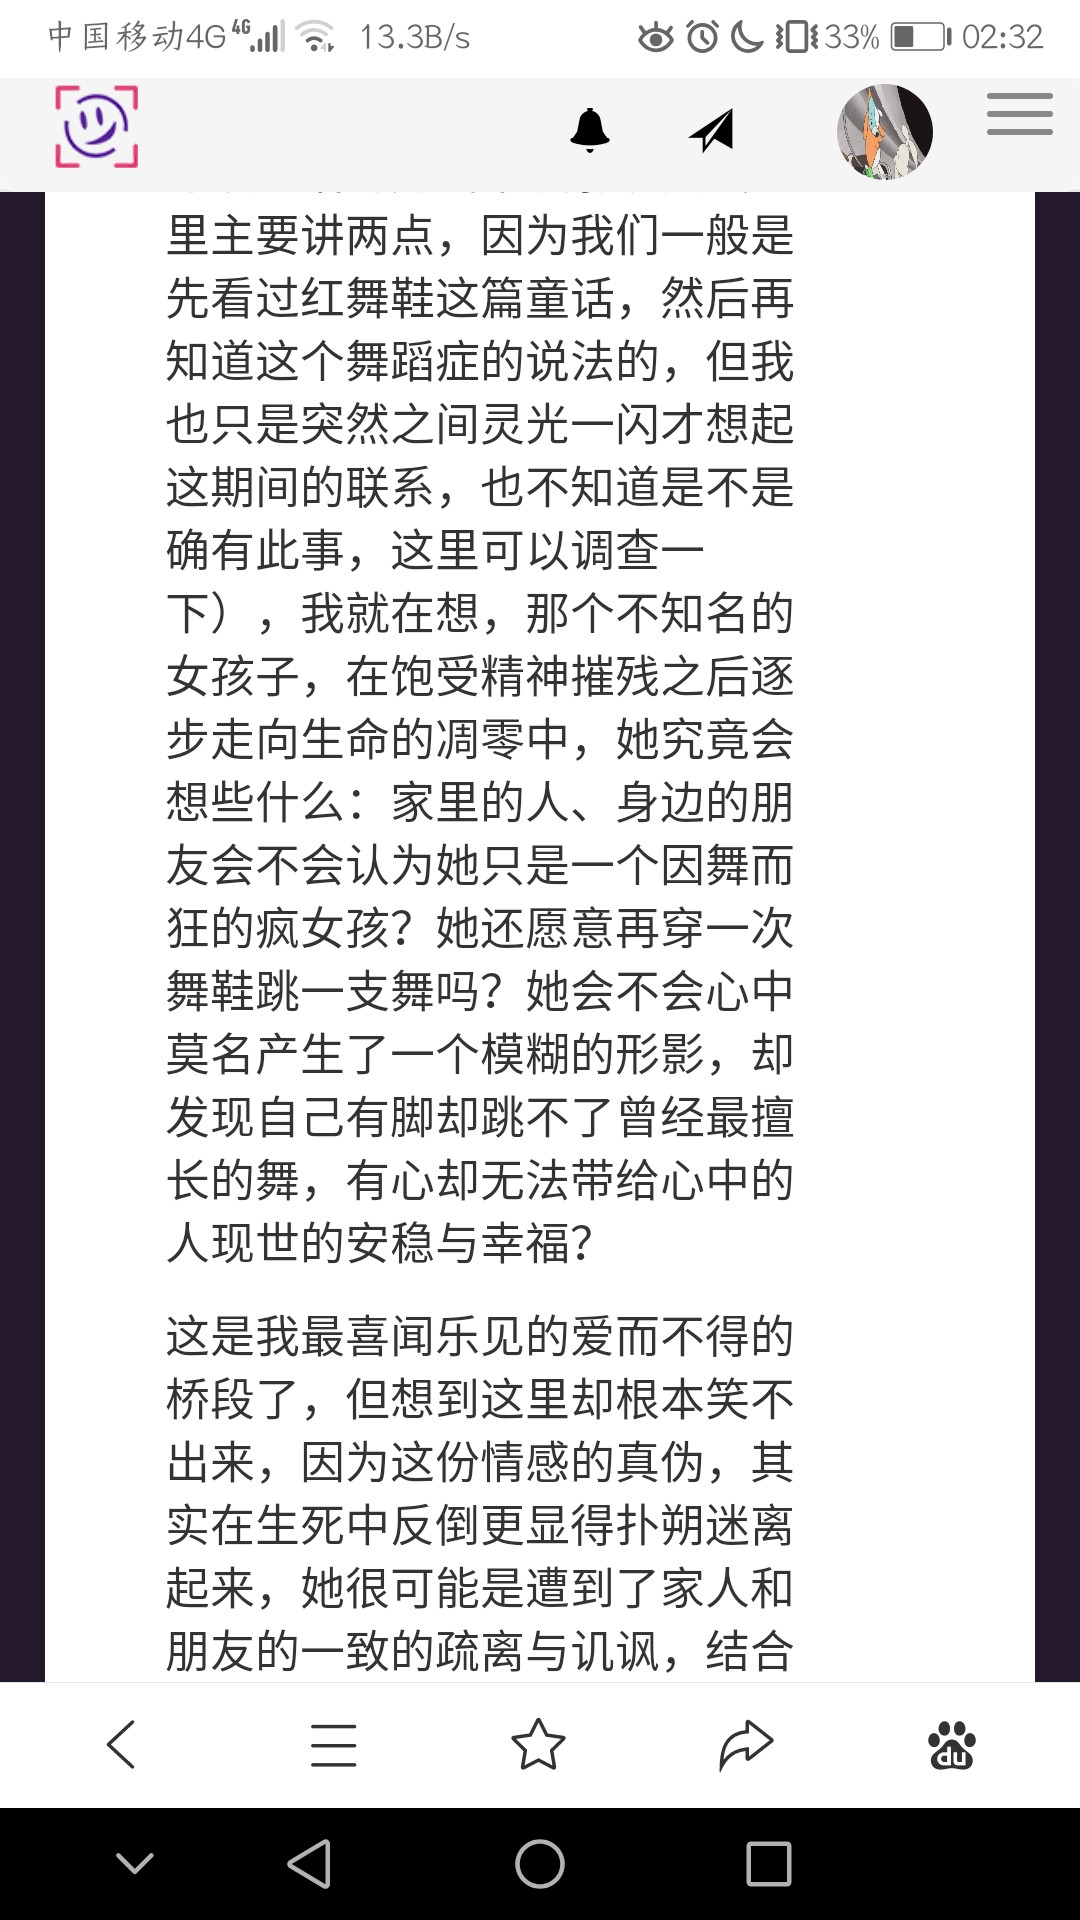 中国移动4G 4G 13.3B/s 33% 02:32
里主要讲两点，因为我们一般是
先看过红舞鞋这篇童话，然后再
知道这个舞蹈症的说法的，但我
也只是突然之间灵光一闪才想起
这期间的联系，也不知道是不是
确有此事，这里可以调查一
下），我就在想，那个不知名的
女孩子，在饱受精神摧残之后逐
步走向生命的凋零中，她究竟会
想些什么：家里的人、身边的朋
友会不会认为她只是一个因舞而
狂的疯女孩？她还愿意再穿一次
舞鞋跳一支舞吗？她会不会心中
莫名产生了一个模糊的形影，却
发现自己有脚却跳不了曾经最擅
长的舞，有心却无法带给心中的
人现世的安稳与幸福？
这是我最喜闻乐见的爱而不得的
桥段了，但想到这里却根本笑不
出来，因为这份情感的真伪，其
实在生死中反倒更显得扑朔迷离
起来，她很可能是遭到了家人和
朋友的一致的疏离与讥讽，结合
du